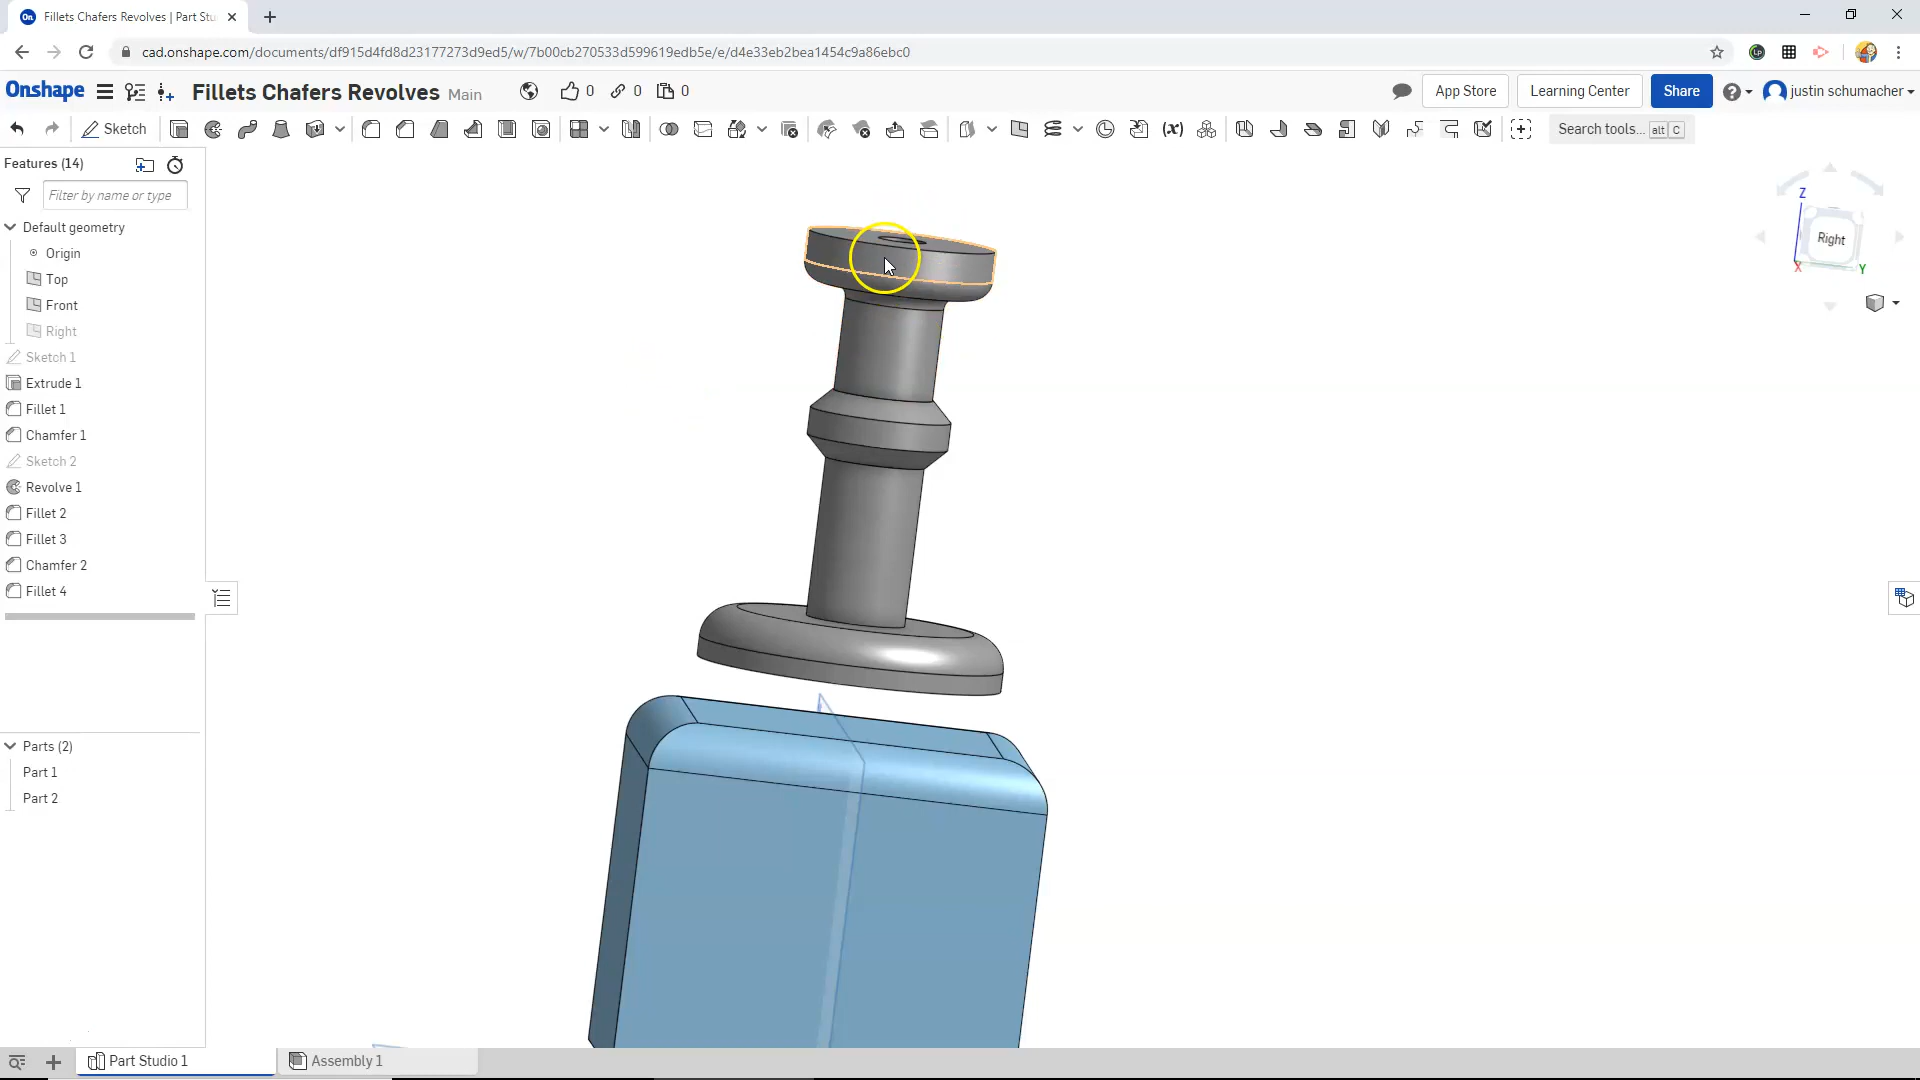 On Fillets Chafers Revolves | Part Stu
cad.onshape.com/documents/df915d4fd8d23177273d9ed5/w/7b00cb270533d599619edb5e/e/d4e33eb2bea1454c9a86ebc0
Onshape Fillets Chafers Revolves Main 0 0 0 App Store Learning Center Share justin schumacher
Sketch (x) Search tools... alt C
Features (14)
Filter by name or type
Default geometry
Origin
Top
Front
Right
Sketch 1
Extrude 1
Fillet 1
Chamfer 1
Sketch 2
Revolve 1
Fillet 2
Fillet 3
Chamfer 2
Fillet 4
Parts (2)
Part 1
Part 2
Z
Right
X Y
Part Studio 1 Assembly 1